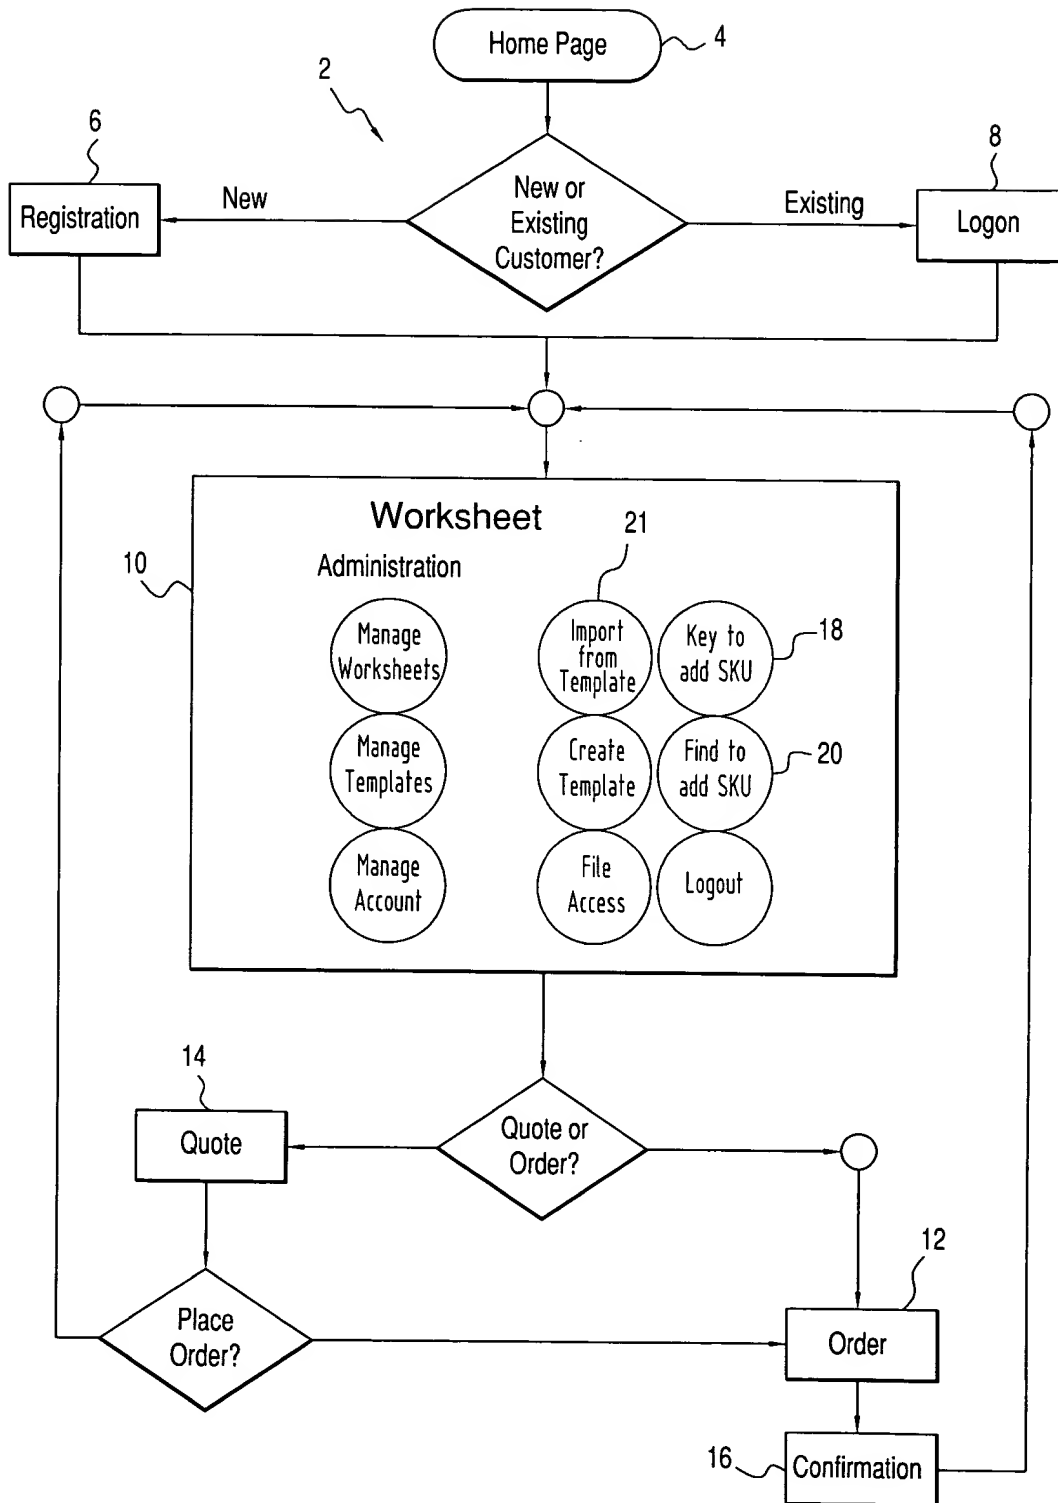 Home Page
4
2
6
8
New or
Existing
Customer?
New
Existing
Registration
Logon
Worksheet
21
10
Administration
Manage
Worksheets
Import
from
Template
Key to
add SKU
18
Manage
Templates
Create
Template
Find to
add SKU
20
Manage
Account
File
Access
Logout
14
Quote
Quote or
Order?
12
Place
Order?
Order
16
Confirmation